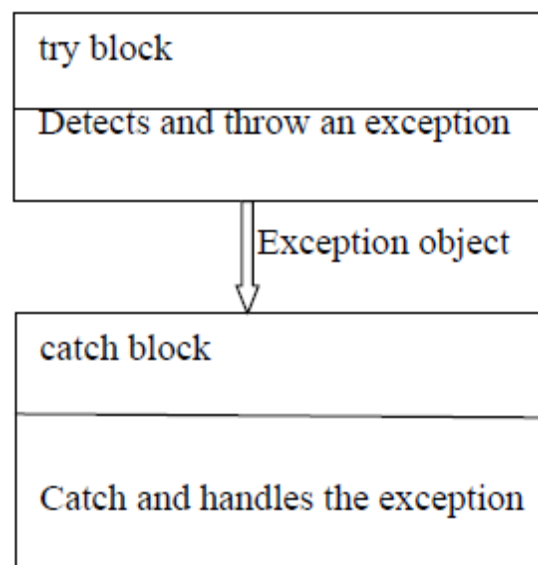 try block
Detects and throw an exception
Exception object
catch block
Catch and handles the exception